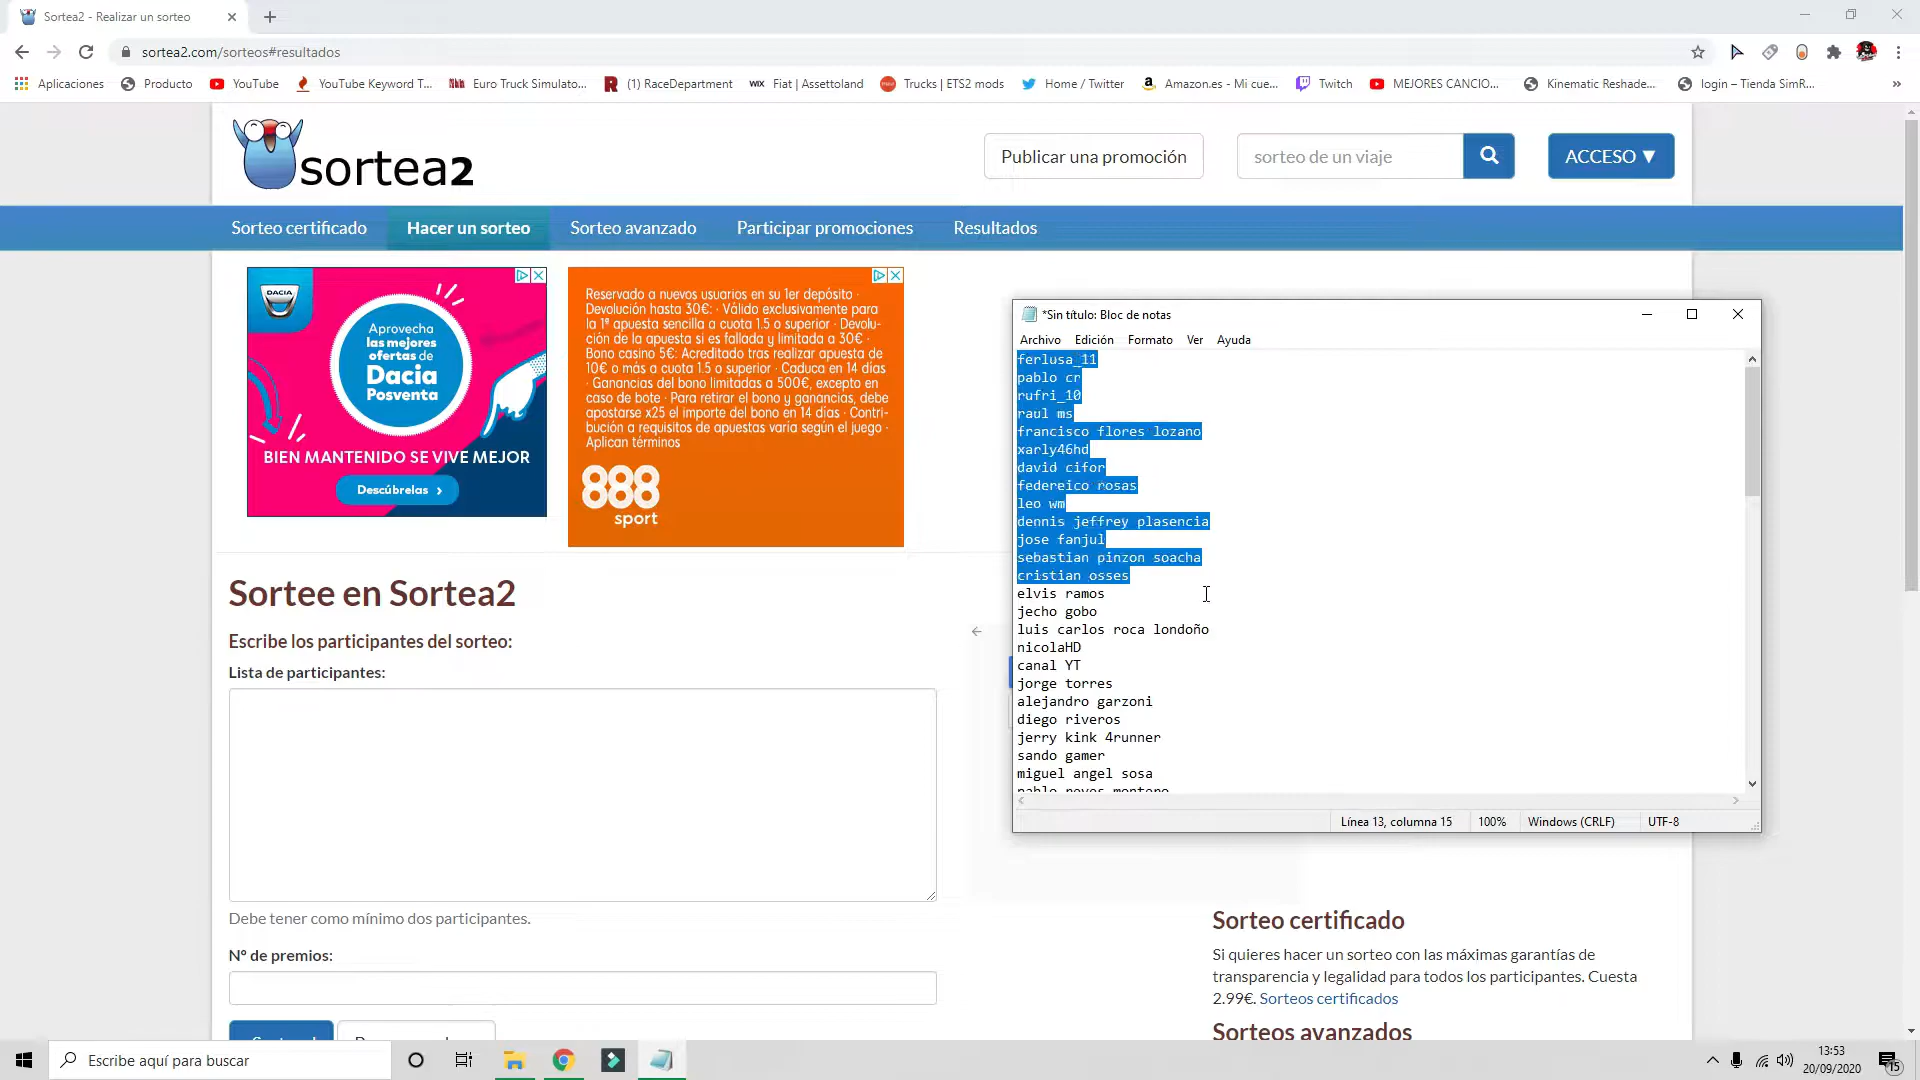 Sortea2 - Realizar un sorteo
sortea2.com/sorteos#resultados
Aplicaciones
Producto
YouTube
YouTube Keyword T...
Euro Truck Simulato...
(1) RaceDepartment
WIX
Fiat | Assettoland
Trucks | ETS2 mods
Home / Twitter
Amazon.es - Mi cue...
Twitch
MEJORES CANCIO...
Kinematic Reshade...
login – Tienda SimR...
»
sortea2
Publicar una promoción
sorteo de un viaje
ACCESO ▼
Sorteo certificado
Hacer un sorteo
Sorteo avanzado
Participar promociones
Resultados
DACIA
Aprovecha
las mejores
ofertas de
Dacia
Posventa
BIEN MANTENIDO SE VIVE MEJOR
Descúbrelas ›
Reservado a nuevos usuarios en su 1er depósito ·
Devolución hasta 30€: · Válido exclusivamente para
la 1ª apuesta sencilla a cuota 1.5 o superior · Devolu-
ción de la apuesta si es fallada y limitada a 30€ ·
Bono casino 5€: Acreditado tras realizar apuesta de
10€ o más a cuota 1.5 o superior · Caduca en 14 días
· Ganancias del bono limitadas a 500€, excepto en
caso de bote · Para retirar el bono y ganancias, debe
apostarse x25 el importe del bono en 14 días · Contri-
bución a requisitos de apuestas varía según el juego ·
Aplican términos
888
sport
*Sin título: Bloc de notas
Archivo
Edición
Formato
Ver
Ayuda
ferlusa_11
pablo cr
rufri_10
raul ms
francisco flores lozano
xarly46hd
david cifor
federeico rosas
leo wm
dennis jeffrey plasencia
jose fanjul
sebastian pinzon soacha
cristian osses
elvis ramos
jecho gobo
luis carlos roca londoño
nicolaHD
canal YT
jorge torres
alejandro garzoni
diego riveros
jerry kink 4runner
sando gamer
miguel angel sosa
Línea 13, columna 15
100%
Windows (CRLF)
UTF-8
Sortee en Sortea2
Escribe los participantes del sorteo:
Lista de participantes:
Debe tener como mínimo dos participantes.
Nº de premios:
Sorteo certificado
Si quieres hacer un sorteo con las máximas garantías de
transparencia y legalidad para todos los participantes. Cuesta
2.99€. Sorteos certificados
Sorteos avanzados
Escribe aquí para buscar
13:53
20/09/2020
15